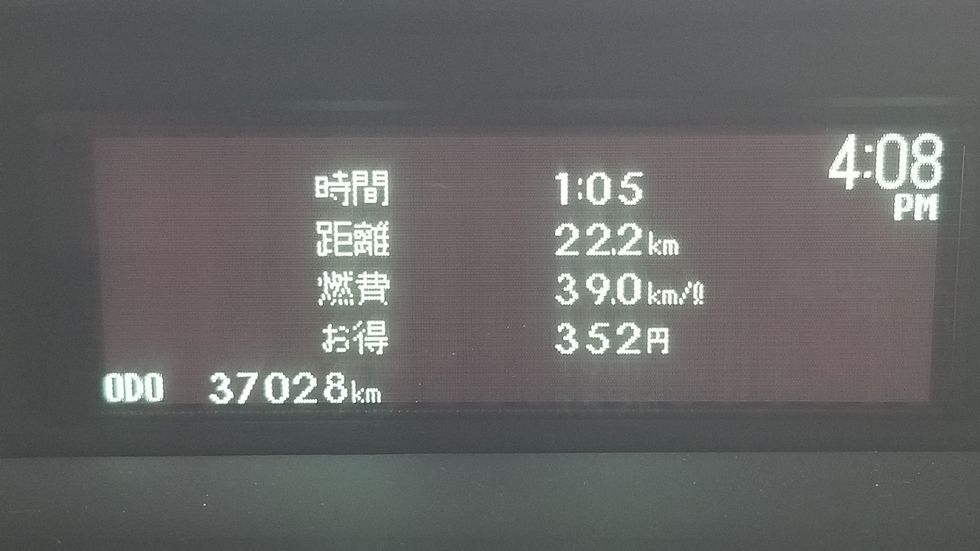 4:08
PM
時間 1:05
距離 22.2km
燃費 39.0km/ℓ
お得 352円
ODO 37028km